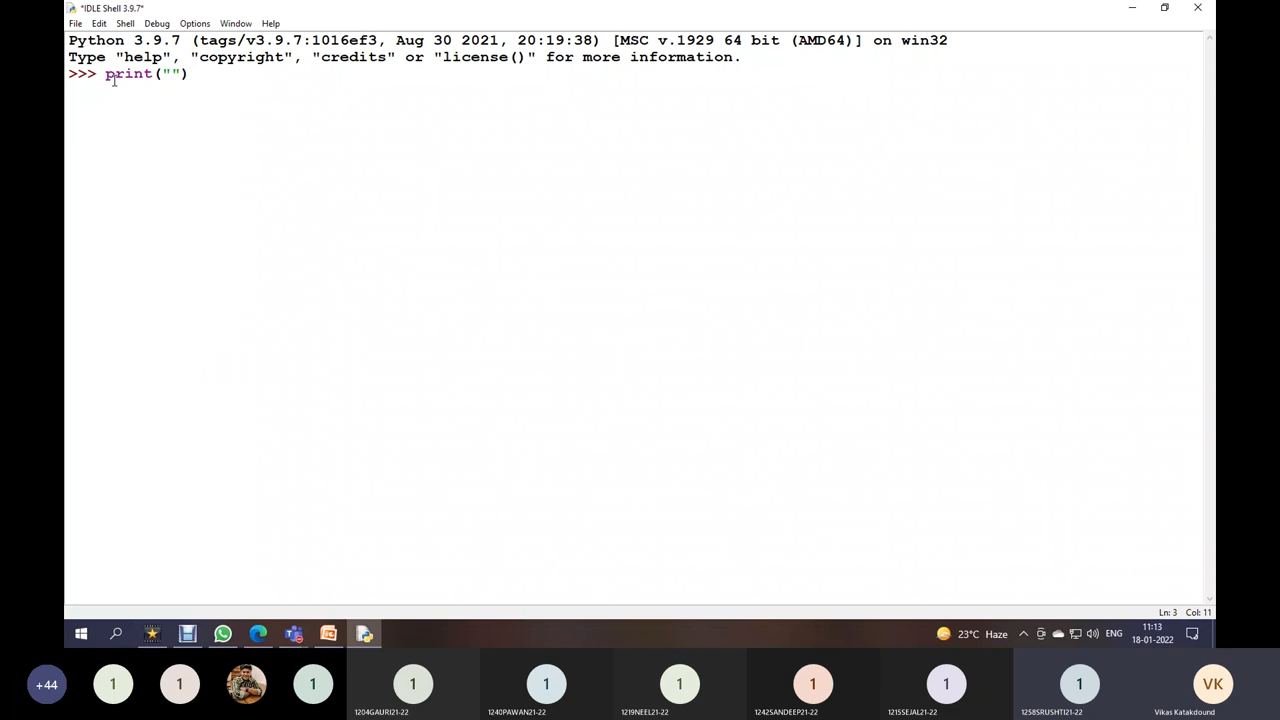 *IDLE Shell 3.9.7*
File Edit Shell Debug Options Window Help
Python 3.9.7 (tags/v3.9.7:1016ef3, Aug 30 2021, 20:19:38) [MSC v.1929 64 bit (AMD64)] on win32
Type "help", "copyright", "credits" or "license()" for more information.
>>> print("")
Ln: 3 Col: 11
23°C Haze ENG 11:13
18-01-2022
+44 1 1 1 1 1 1 1 1 1 VK
1204GAURI21-22 1240PAWAN21-22 1219NEEL21-22 1242SANDEEP21-22 1215SEJAL21-22 1258SRUSHTI21-22 Vikas Katakdound